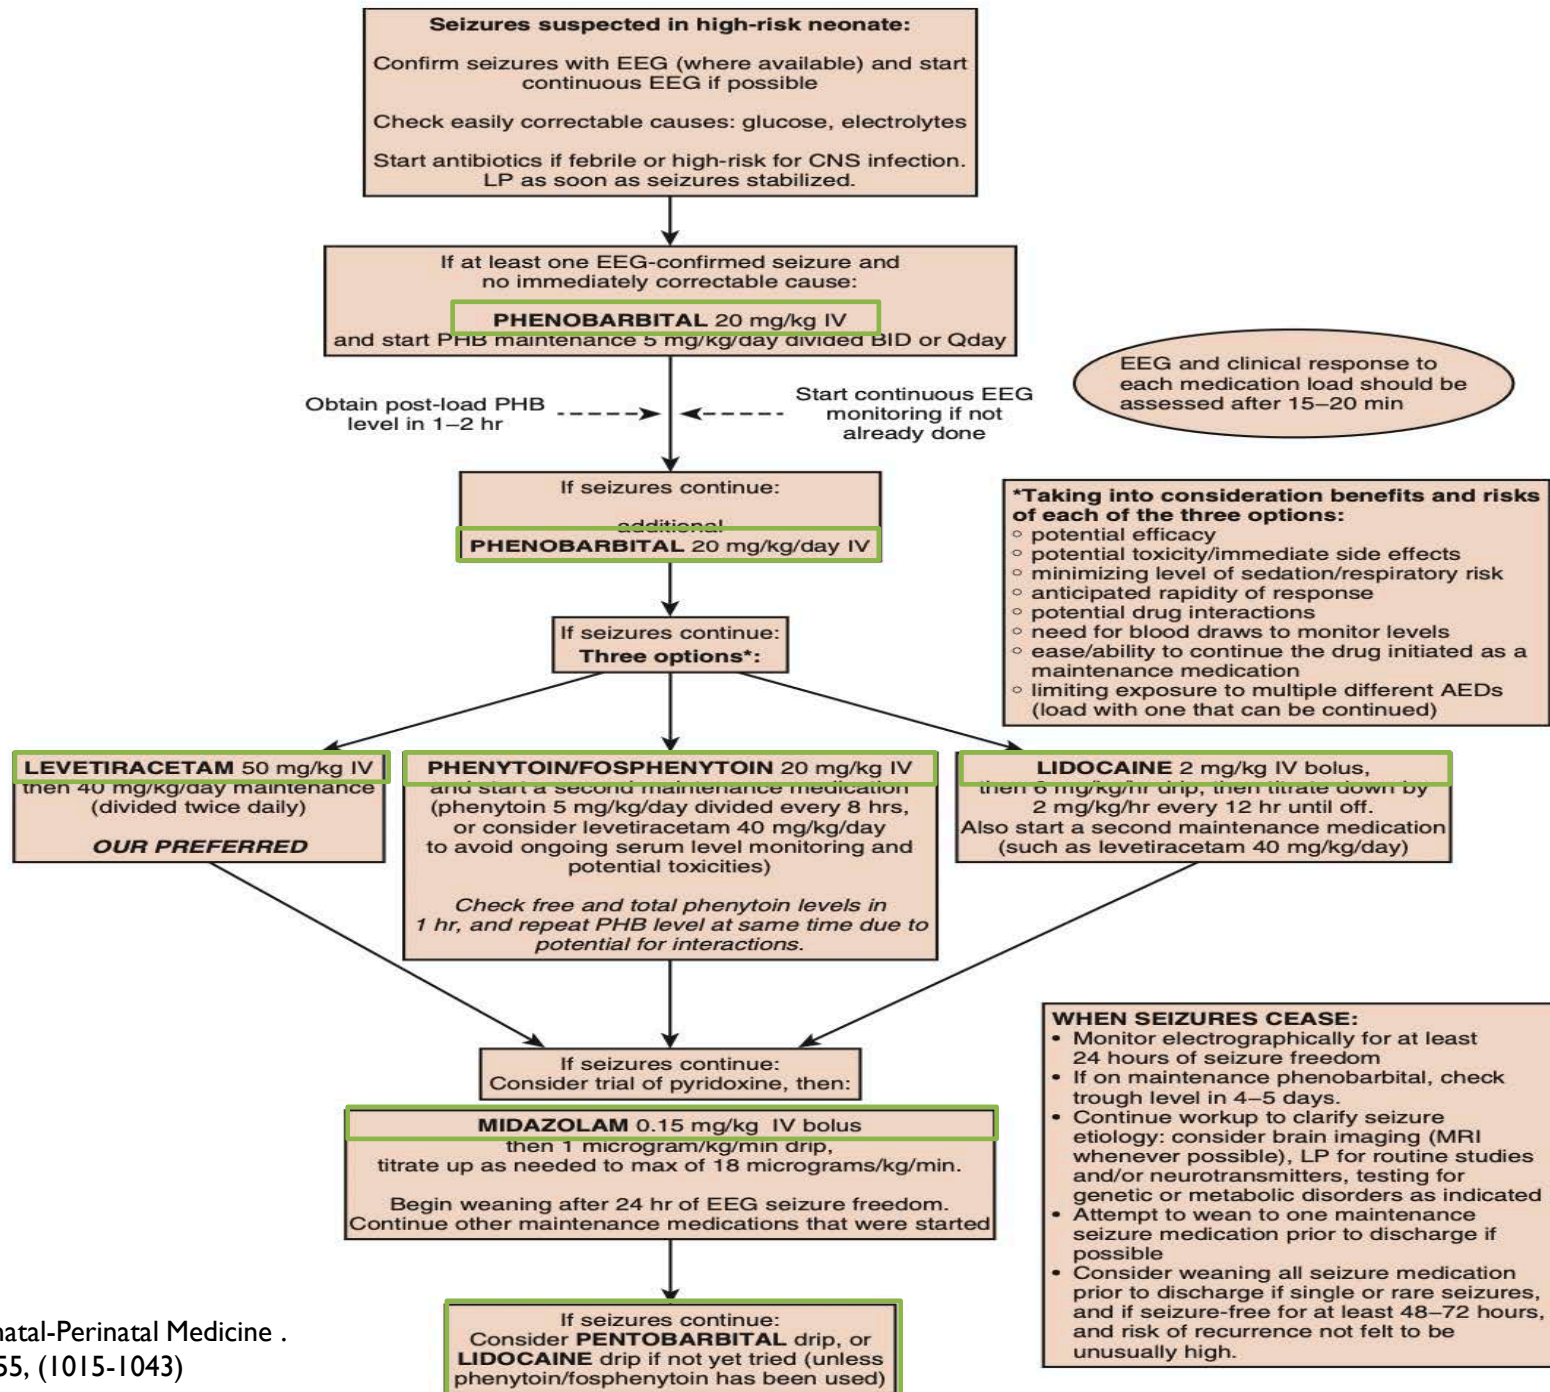 Seizures suspected in high-risk neonate:
Confirm seizures with EEG (where available) and start
continuous EEG if possible
Check easily correctable causes: glucose, electrolytes
Start antibiotics if febrile or high-risk for CNS infection.
LP as soon as seizures stabilized.
If at least one EEG-confirmed seizure and
no immediately correctable cause:
PHENOBARBITAL 20 mg/kg IV
and start PHB maintenance 5 mg/kg/day divided BID or Qday
EEG and clinical response to
each medication load should be
assessed after 15–20 min
Obtain post-load PHB
level in 1–2 hr
Start continuous EEG
monitoring if not
already done
If seizures continue:
additional
PHENOBARBITAL 20 mg/kg/day IV
*Taking into consideration benefits and risks
of each of the three options:
○ potential efficacy
○ potential toxicity/immediate side effects
○ minimizing level of sedation/respiratory risk
○ anticipated rapidity of response
○ potential drug interactions
○ need for blood draws to monitor levels
○ ease/ability to continue the drug initiated as a
maintenance medication
○ limiting exposure to multiple different AEDs
(load with one that can be continued)
If seizures continue:
Three options*:
LEVETIRACETAM 50 mg/kg IV
then 40 mg/kg/day maintenance
(divided twice daily)
OUR PREFERRED
PHENYTOIN/FOSPHENYTOIN 20 mg/kg IV
and start a second maintenance medication
(phenytoin 5 mg/kg/day divided every 8 hrs,
or consider levetiracetam 40 mg/kg/day
to avoid ongoing serum level monitoring and
potential toxicities)
Check free and total phenytoin levels in
1 hr, and repeat PHB level at same time due to
potential for interactions.
LIDOCAINE 2 mg/kg IV bolus,
then 6 mg/kg/hr drip, then titrate down by
2 mg/kg/hr every 12 hr until off.
Also start a second maintenance medication
(such as levetiracetam 40 mg/kg/day)
If seizures continue:
Consider trial of pyridoxine, then:
MIDAZOLAM 0.15 mg/kg IV bolus
then 1 microgram/kg/min drip,
titrate up as needed to max of 18 micrograms/kg/min.
Begin weaning after 24 hr of EEG seizure freedom.
Continue other maintenance medications that were started
WHEN SEIZURES CEASE:
• Monitor electrographically for at least
24 hours of seizure freedom
• If on maintenance phenobarbital, check
trough level in 4–5 days.
• Continue workup to clarify seizure
etiology: consider brain imaging (MRI
whenever possible), LP for routine studies
and/or neurotransmitters, testing for
genetic or metabolic disorders as indicated
• Attempt to wean to one maintenance
seizure medication prior to discharge if
possible
• Consider weaning all seizure medication
prior to discharge if single or rare seizures,
and if seizure-free for at least 48–72 hours,
and risk of recurrence not felt to be
unusually high.
If seizures continue:
Consider PENTOBARBITAL drip, or
LIDOCAINE drip if not yet tried (unless
phenytoin/fosphenytoin has been used)
natal-Perinatal Medicine .
55, (1015-1043)